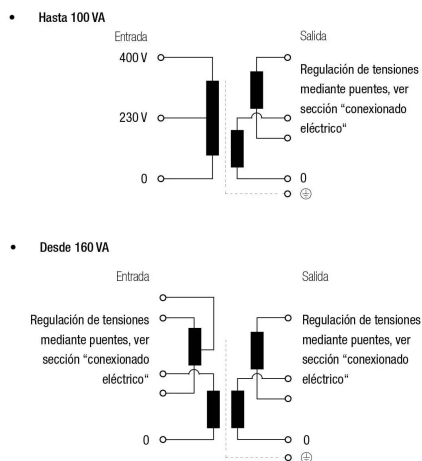 • Hasta 100 VA
Entrada
Salida
400 V
230 V
0
Regulación de tensiones
mediante puentes, ver
sección “conexionado
eléctrico“
0
• Desde 160 VA
Entrada
Salida
Regulación de tensiones
mediante puentes, ver
sección “conexionado
eléctrico“
0
Regulación de tensiones
mediante puentes, ver
sección “conexionado
eléctrico“
0